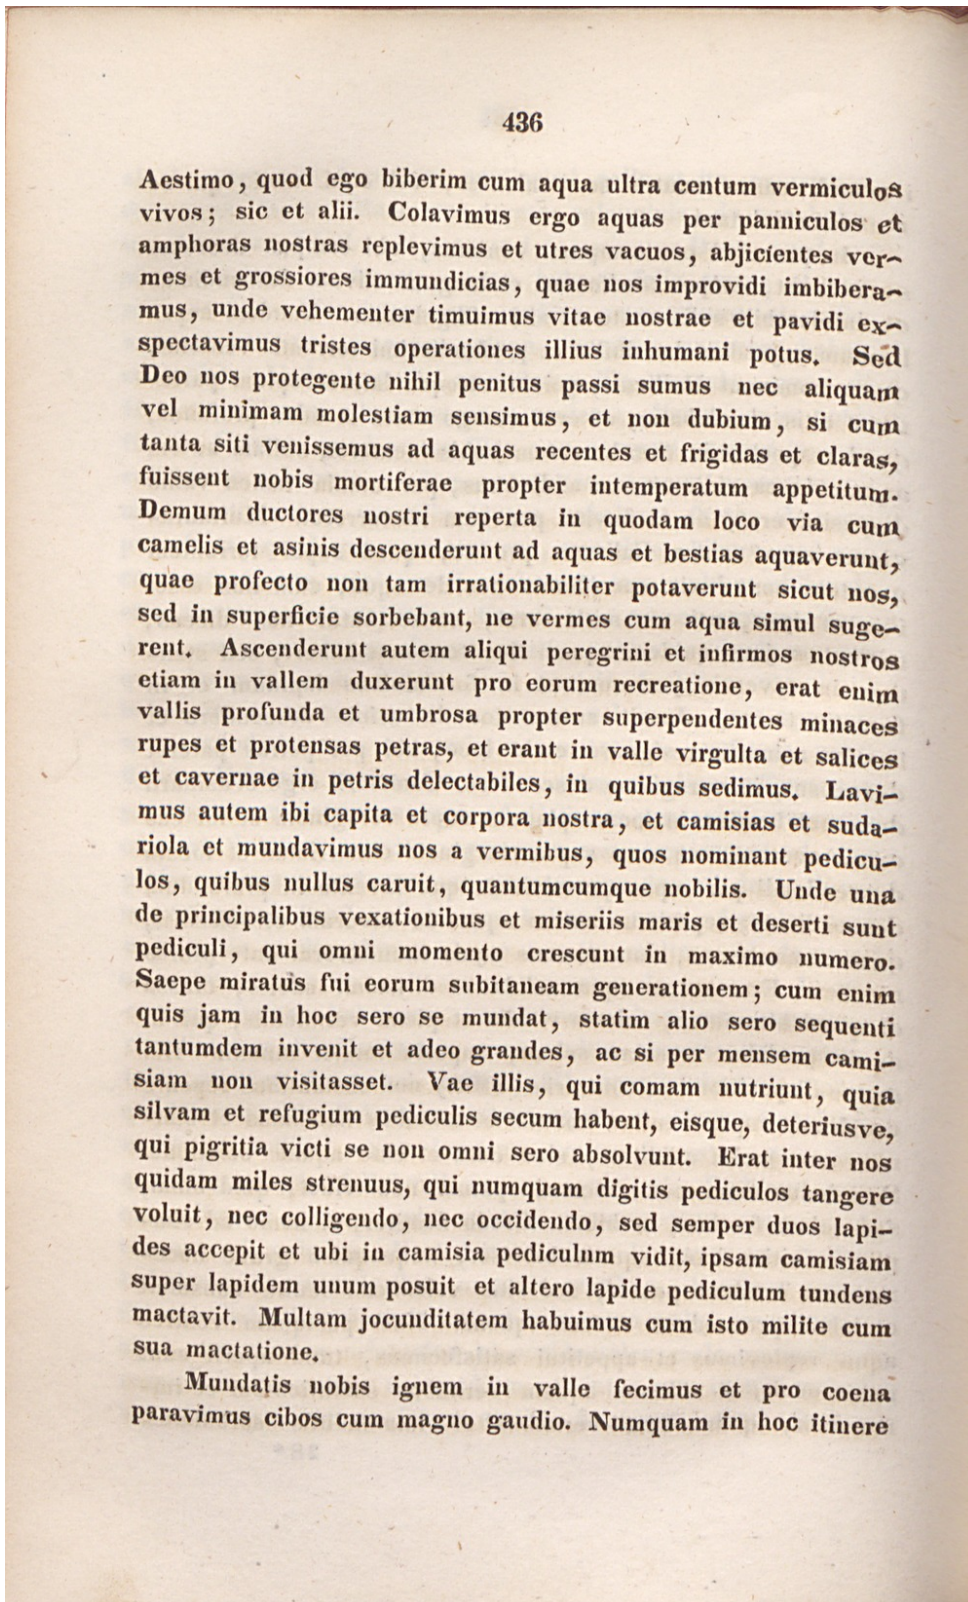 436
Aestimo, quod ego biberim cum aqua ultra centum vermiculos
vivos; sic et alii. Colavimus ergo aquas per panniculos et
amphoras nostras replevimus et utres vacuos, abjicientes ver-
mes et grossiores immundicias, quae nos improvidi imbibera-
mus, unde vehementer timuimus vitae nostrae et pavidi ex-
spectavimus tristes operationes illius inhumani potus. Sed
Deo nos protegente nihil penitus passi sumus nec aliquam
vel minimam molestiam sensimus, et non dubium, si cum
tanta siti venissemus ad aquas recentes et frigidas et claras,
fuissent nobis mortiferae propter intemperatum appetitum.
Demum ductores nostri reperta in quodam loco via cum
camelis et asinis descenderunt ad aquas et bestias aquaverunt,
quae profecto non tam irrationabiliter potaverunt sicut nos,
sed in superficie sorbebant, ne vermes cum aqua simul suge-
rent. Ascenderunt autem aliqui peregrini et infirmos nostros
etiam in vallem duxerunt pro eorum recreatione, erat enim
vallis profunda et umbrosa propter superpendentes minaces
rupes et protensas petras, et erant in valle virgulta et salices
et cavernae in petris delectabiles, in quibus sedimus. Lavi-
mus autem ibi capita et corpora nostra, et camisias et suda-
riola et mundavimus nos a vermibus, quos nominant pedicu-
los, quibus nullus caruit, quantumcumque nobilis. Unde una
de principalibus vexationibus et miseriis maris et deserti sunt
pediculi, qui omni momento crescunt in maximo numero.
Saepe miratus fui eorum subitaneam generationem; cum enim
quis jam in hoc sero se mundat, statim alio sero sequenti
tantumdem invenit et adeo grandes, ac si per mensem cami-
siam non visitasset. Vae illis, qui comam nutriunt, quia
silvam et refugium pediculis secum habent, eisque, deteriusve,
qui pigritia victi se non omni sero absolvunt. Erat inter nos
quidam miles strenuus, qui numquam digitis pediculos tangere
voluit, nec colligendo, nec occidendo, sed semper duos lapi-
des accepit et ubi in camisia pediculum vidit, ipsam camisiam
super lapidem unum posuit et altero lapide pediculum tundens
mactavit. Multam jocunditatem habuimus cum isto milite cum
sua mactatione.
Mundatis nobis ignem in valle fecimus et pro coena
paravimus cibos cum magno gaudio. Numquam in hoc itinere